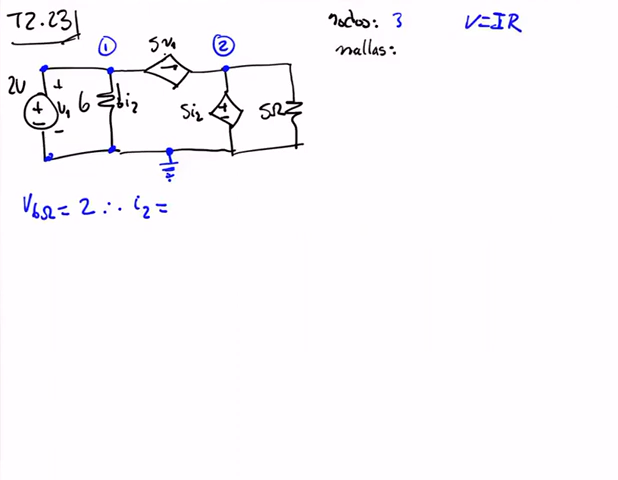 T2.23
nodos: 3 V=IR
mallas:
① 5v₁ ②
2V + v₁ - 6 i₂ 5i₂ 5Ω
V₆Ω = 2 ∴ i₂ =